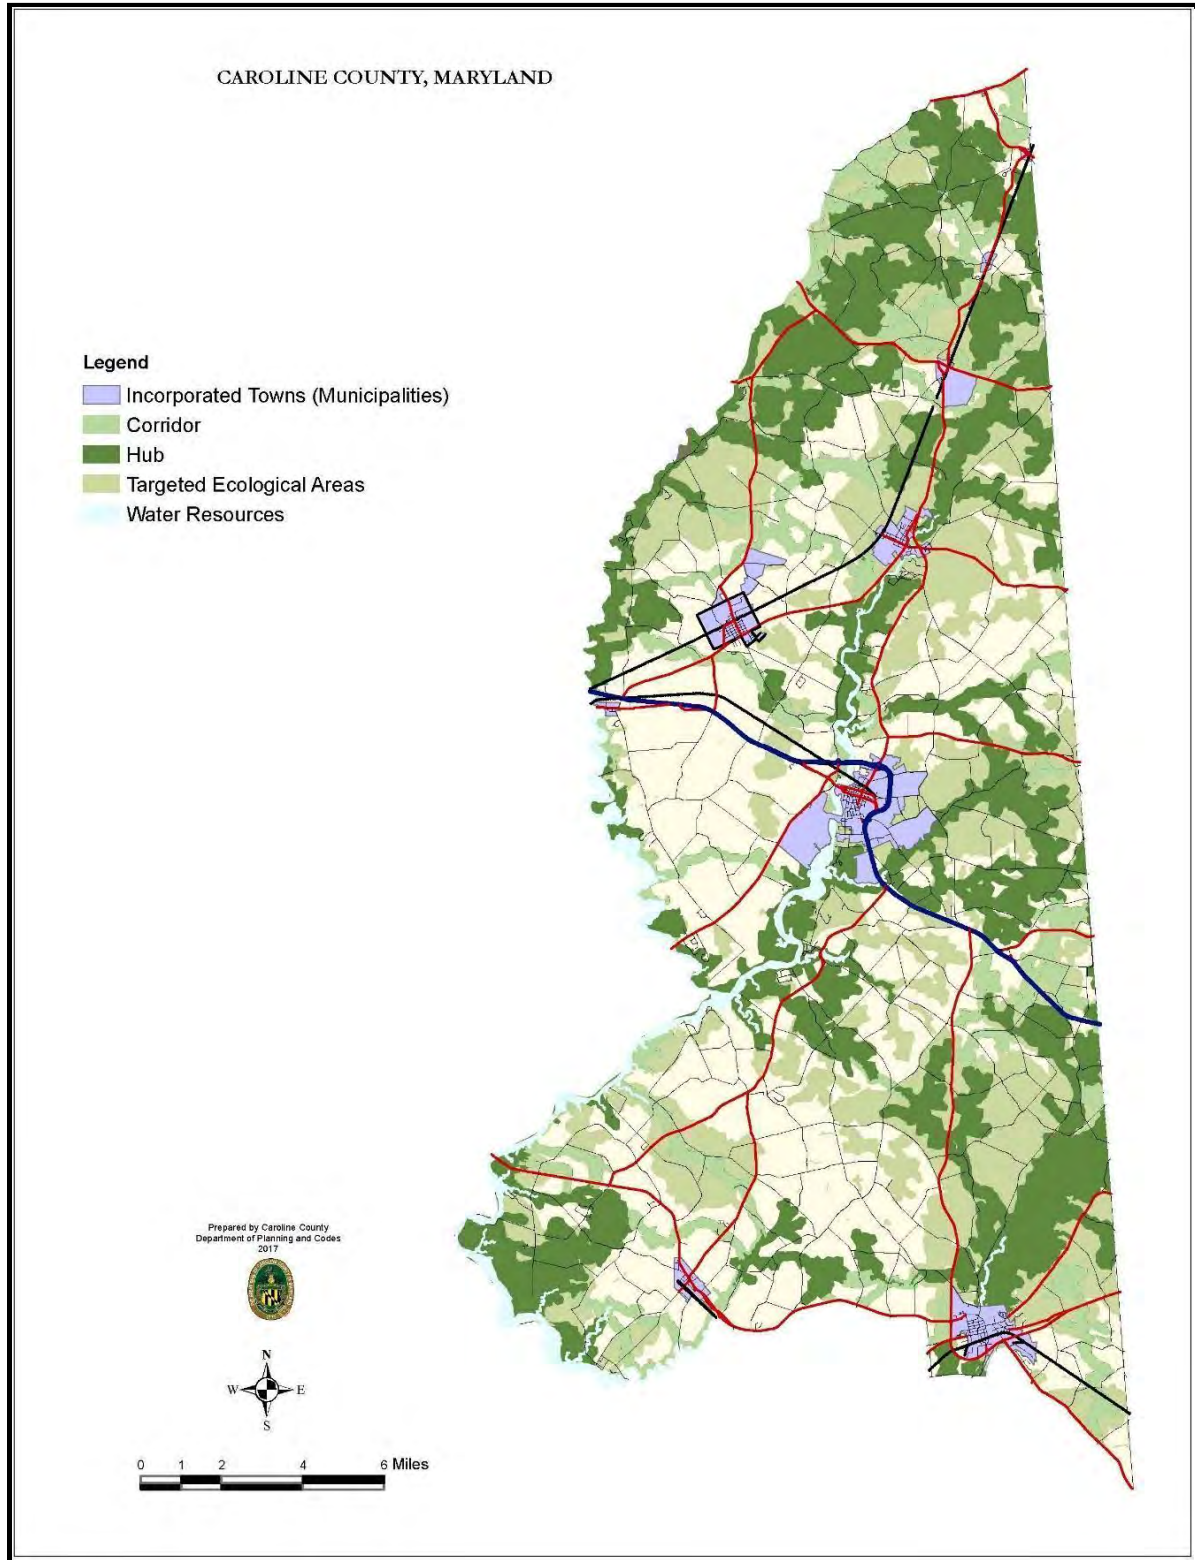 CAROLINE COUNTY, MARYLAND
Legend
Incorporated Towns (Municipalities)
Corridor
Hub
Targeted Ecological Areas
Water Resources
Prepared by Caroline County
Department of Planning and Codes
2017
N
W E
S
0 1 2 4 6 Miles